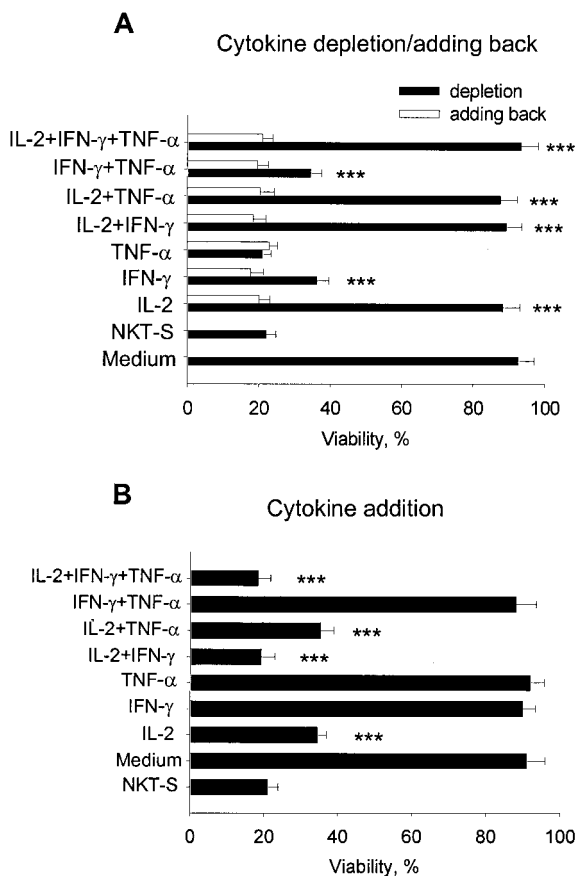 A
Cytokine depletion/adding back
depletion
adding back
IL-2+IFN-γ+TNF-α
***
IFN-γ+TNF-α
***
IL-2+TNF-α
***
IL-2+IFN-γ
***
TNF-α
IFN-γ
***
IL-2
***
NKT-S
Medium
0 20 40 60 80 100
Viability, %
B
Cytokine addition
IL-2+IFN-γ+TNF-α
***
IFN-γ+TNF-α
IL-2+TNF-α
***
IL-2+IFN-γ
***
TNF-α
IFN-γ
IL-2
***
Medium
NKT-S
0 20 40 60 80 100
Viability, %